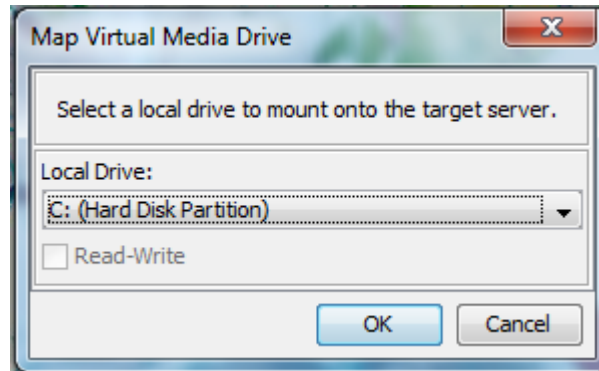 Map Virtual Media Drive
Select a local drive to mount onto the target server.
Local Drive:
C: (Hard Disk Partition)
Read-Write
OK
Cancel